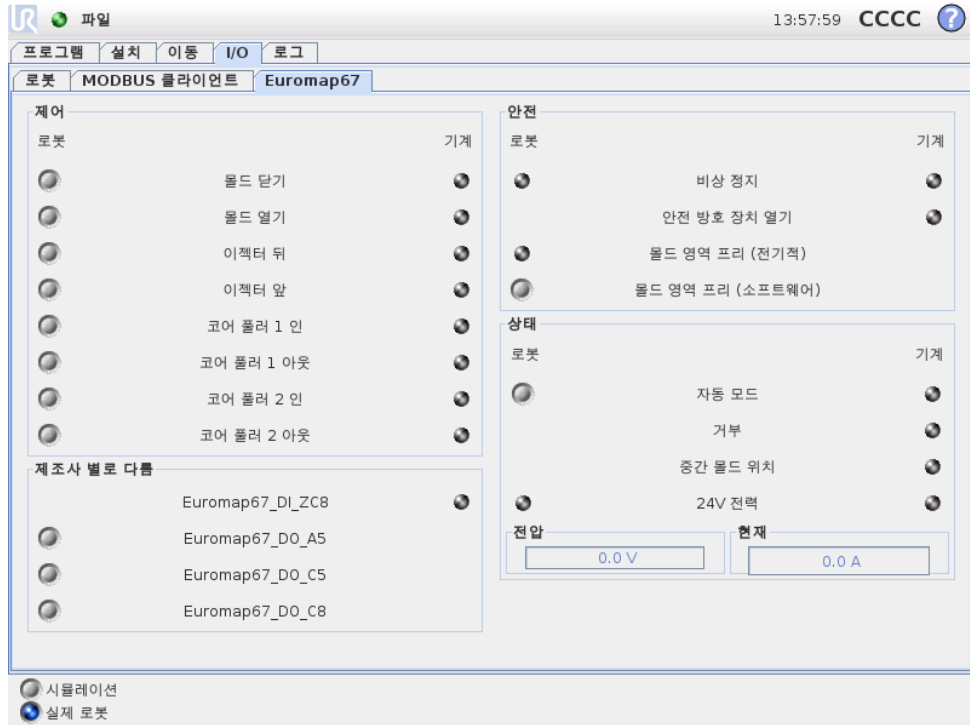 UR 파일 13:57:59 CCCC ?
프로그램 설치 이동 I/O 로그
로봇 MODBUS 클라이언트 Euromap67
제어
로봇 기계
몰드 닫기
몰드 열기
이젝터 뒤
이젝터 앞
코어 풀러 1 인
코어 풀러 1 아웃
코어 풀러 2 인
코어 풀러 2 아웃
제조사 별로 다름
Euromap67_DI_ZC8
Euromap67_DO_A5
Euromap67_DO_C5
Euromap67_DO_C8
안전
로봇 기계
비상 정지
안전 방호 장치 열기
몰드 영역 프리 (전기적)
몰드 영역 프리 (소프트웨어)
상태
로봇 기계
자동 모드
거부
중간 몰드 위치
24V 전력
전압 현재
0.0 V 0.0 A
시뮬레이션
실제 로봇